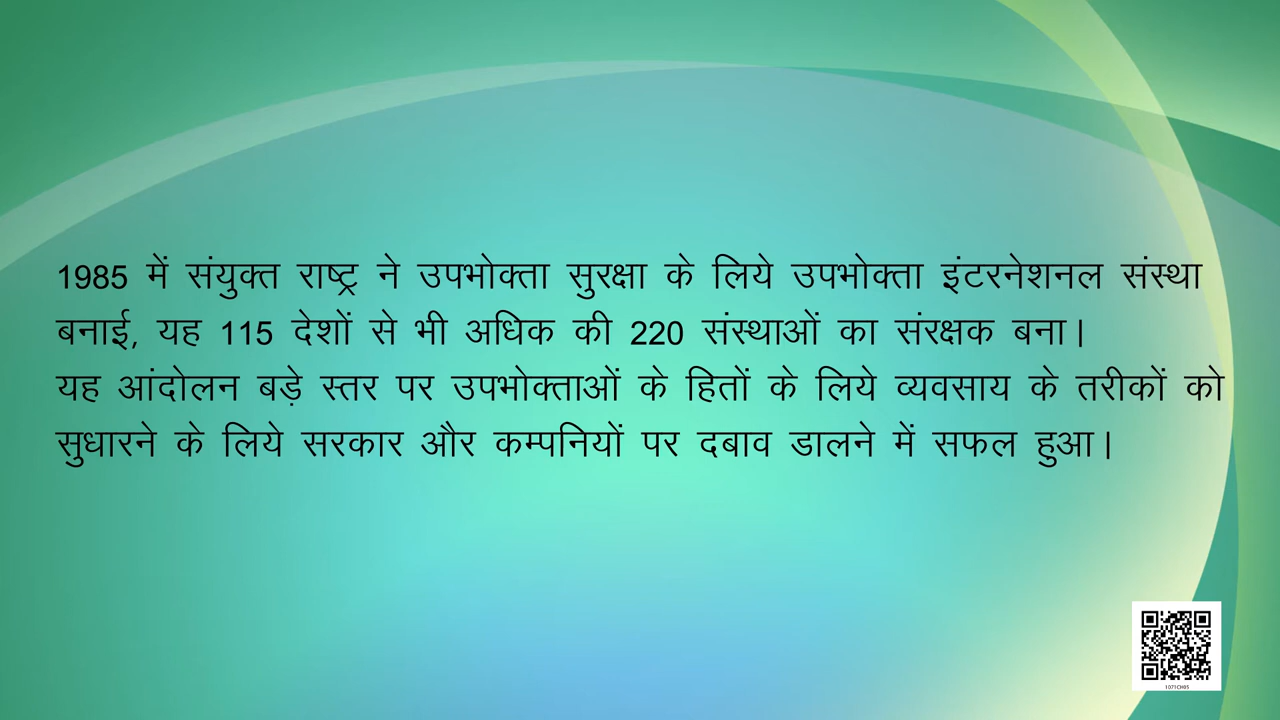 1985 में संयुक्त राष्ट्र ने उपभोक्ता सुरक्षा के लिये उपभोक्ता इंटरनेशनल संस्था
बनाई, यह 115 देशों से भी अधिक की 220 संस्थाओं का संरक्षक बना।
यह आंदोलन बड़े स्तर पर उपभोक्ताओं के हितों के लिये व्यवसाय के तरीकों को
सुधारने के लिये सरकार और कम्पनियों पर दबाव डालने में सफल हुआ।
1071CH05